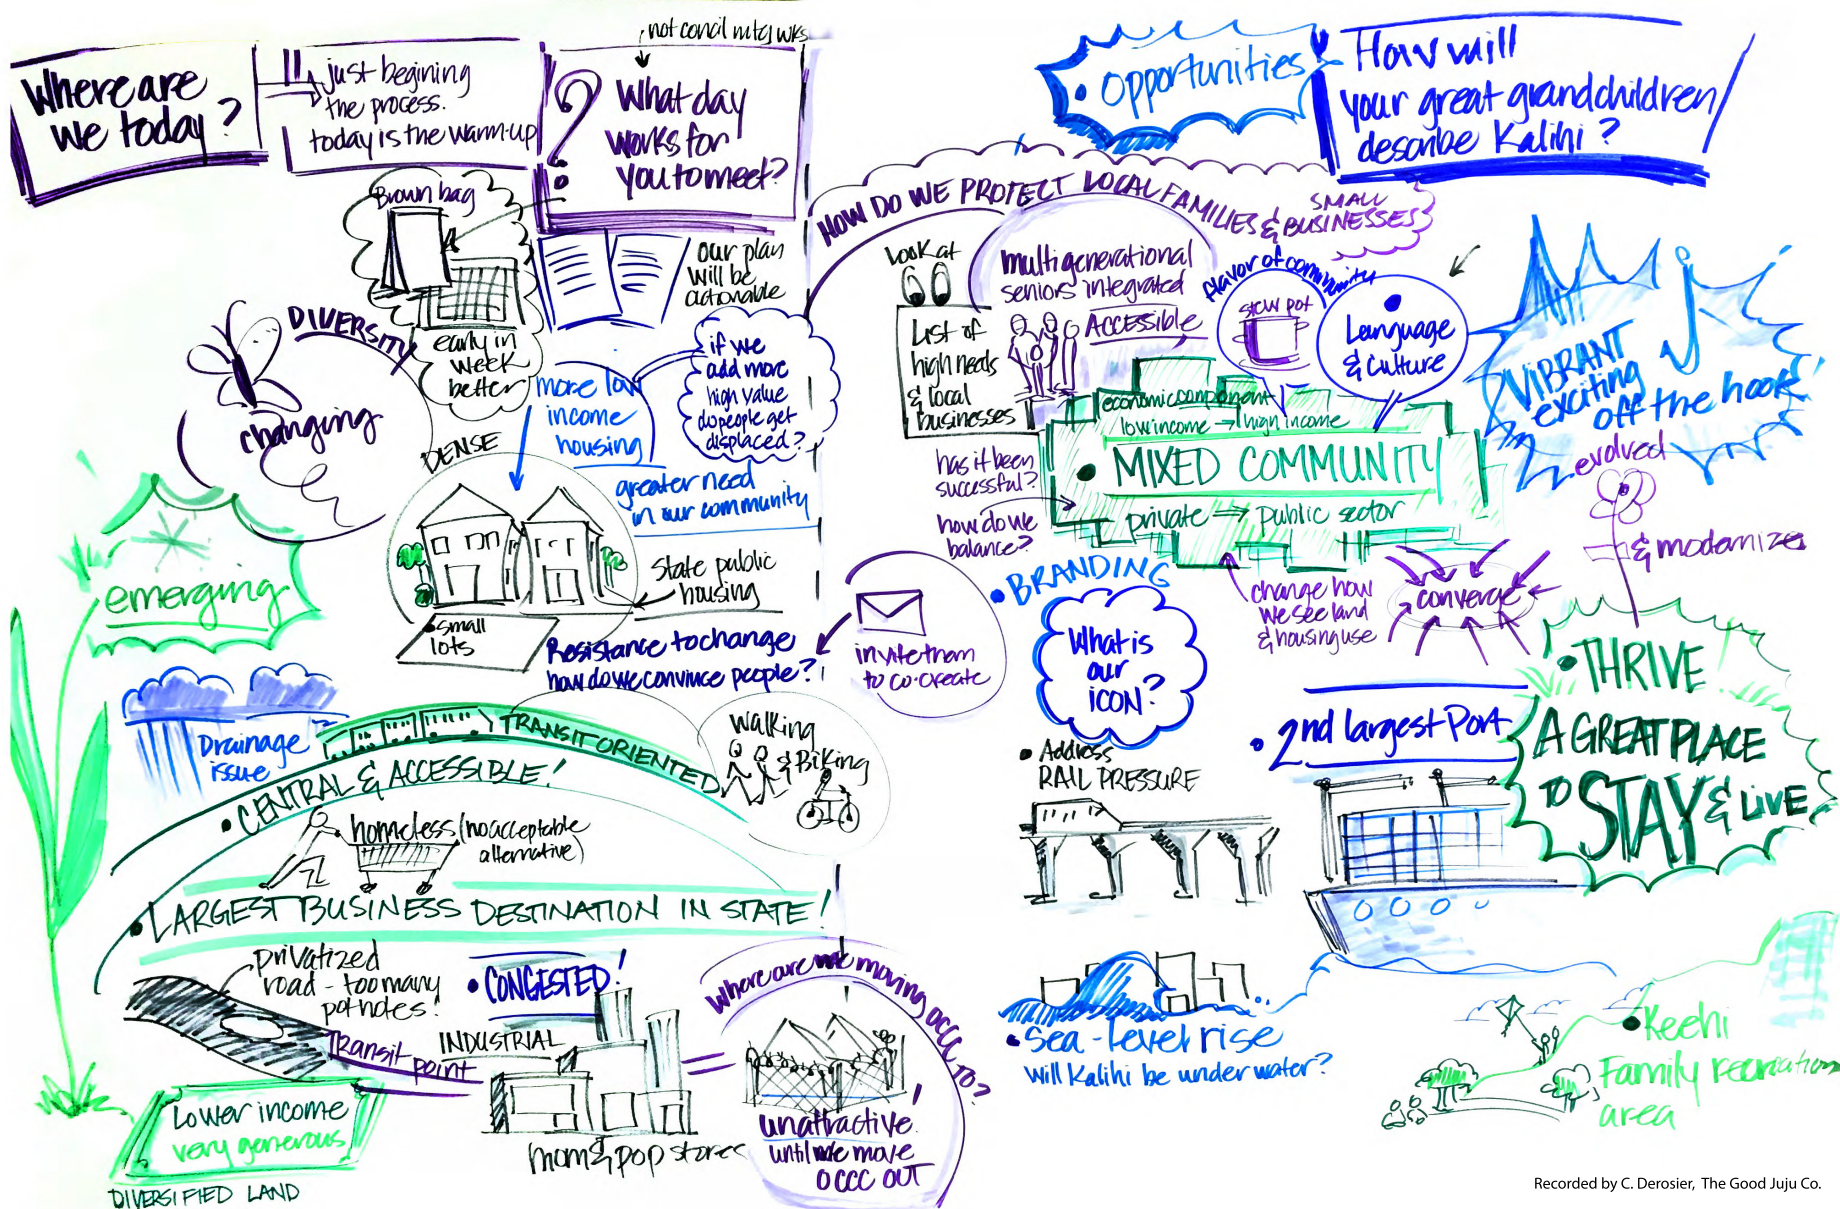 Where are
we today?
just begining
the process.
today is the warm-up
not concil mtg wks
? What day
works for
you to meet?
Brown bag
early in
week
better
our plan
will be
actionable
DIVERSITY
changing
DENSE
more low
income
housing
if we
add more
high value
do people get
displaced?
greater need
in our community
emerging
State public
housing
• small
lots
Resistance to change
how do we convince people?
invite them
to co-create
Drainage
issue
TRANSIT ORIENTED
Walking
& Biking
• CENTRAL & ACCESSIBLE!
homeless (no acceptable
alternative)
• LARGEST BUSINESS DESTINATION IN STATE!
privatized
road - too many
potholes!
Transit
point
• CONGESTED!
INDUSTRIAL
mom & pop stores
Lower income
very generous
DIVERSIFIED LAND
Where are we moving OCCC TO?
unattractive!
until we move
OCCC OUT
• Opportunities
How will
your great grandchildren
describe Kalihi?
HOW DO WE PROTECT LOCAL FAMILIES & SMALL
BUSINESSES
Look at
List of
high needs
& local
businesses
multigenerational
seniors integrated
ACCESSIBLE
flavor of community
stew pot
• Language
& Culture
VIBRANT
exciting
off the hook
economic component
low income → high income
• MIXED COMMUNITY
private ⇒ public sector
has it been
successful?
how do we
balance?
change how
we see land
& housing use
converge
evolved
& modernize
• BRANDING
What is
our
icon?
• Address
RAIL PRESSURE
• 2nd largest Port
• THRIVE
A GREAT PLACE
TO STAY & LIVE
• Sea-Level rise
will Kalihi be under water?
• Keehi
Family recreation
area
Recorded by C. Derosier, The Good Juju Co.